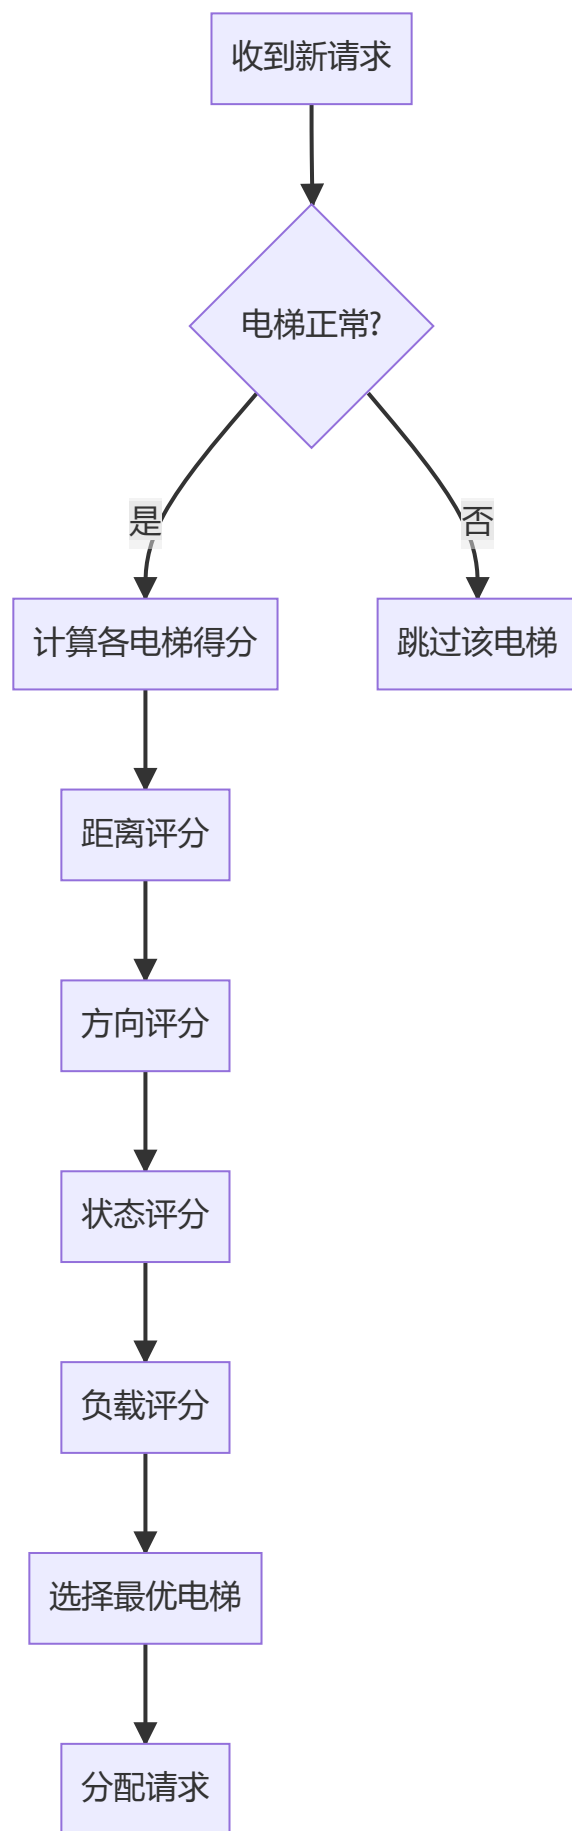 收到新请求
电梯正常?
是
否
计算各电梯得分
跳过该电梯
距离评分
方向评分
状态评分
负载评分
选择最优电梯
分配请求